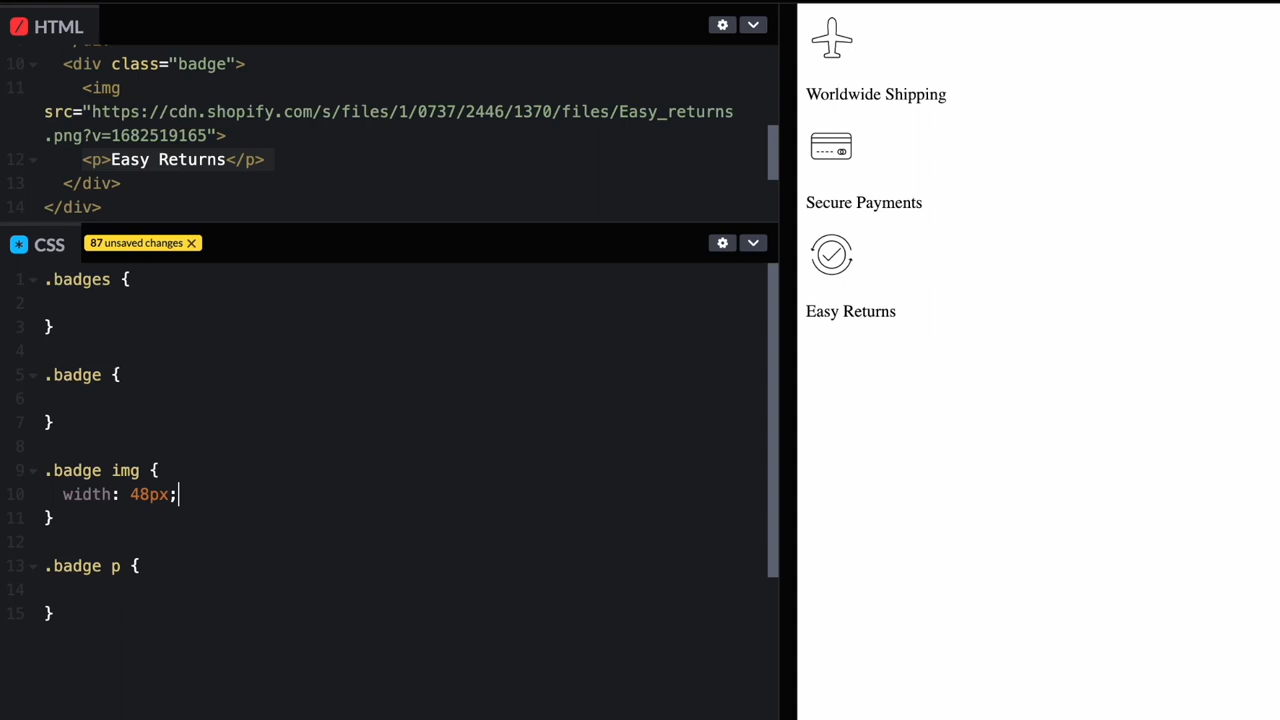 HTML
10 <div class="badge">
11 <img
src="https://cdn.shopify.com/s/files/1/0737/2446/1370/files/Easy_returns
.png?v=1682519165">
12 <p>Easy Returns</p>
13 </div>
14 </div>
CSS 87 unsaved changes
1 .badges {
2
3 }
4
5 .badge {
6
7 }
8
9 .badge img {
10 width: 48px;
11 }
12
13 .badge p {
14
15 }
Worldwide Shipping
Secure Payments
Easy Returns